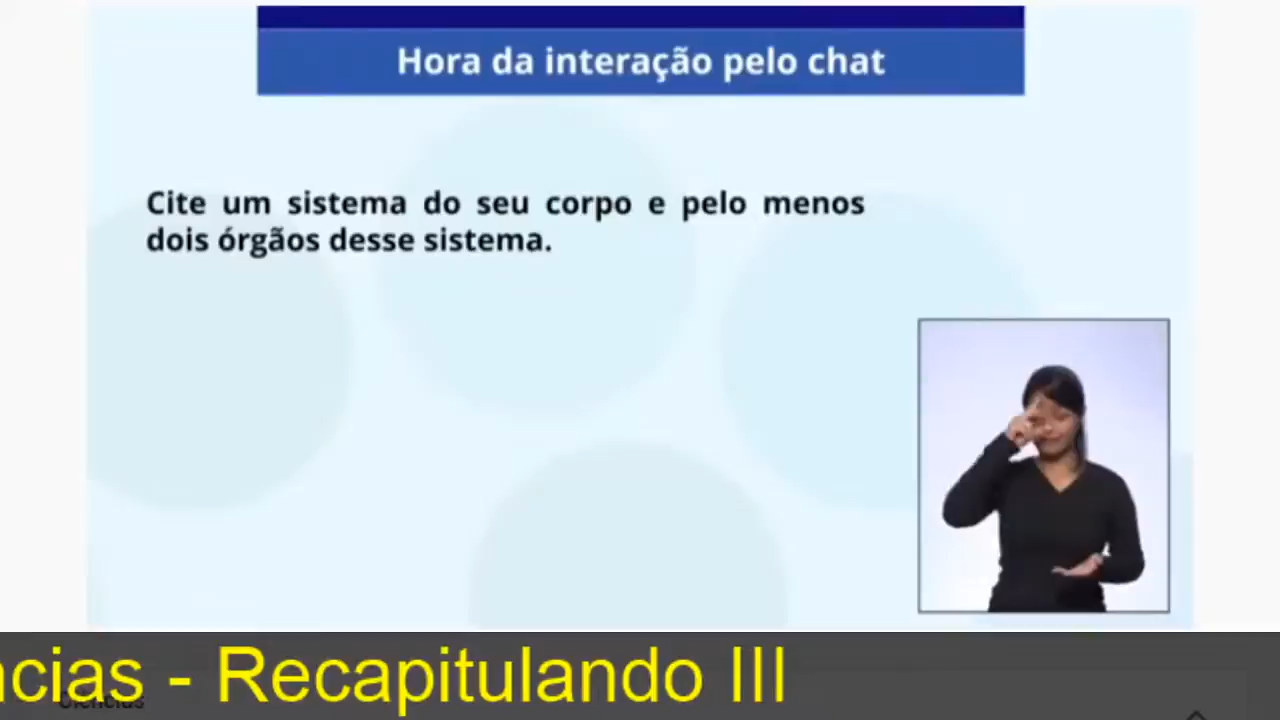 Hora da interação pelo chat
Cite um sistema do seu corpo e pelo menos
dois órgãos desse sistema.
ncias - Recapitulando III
Ciências